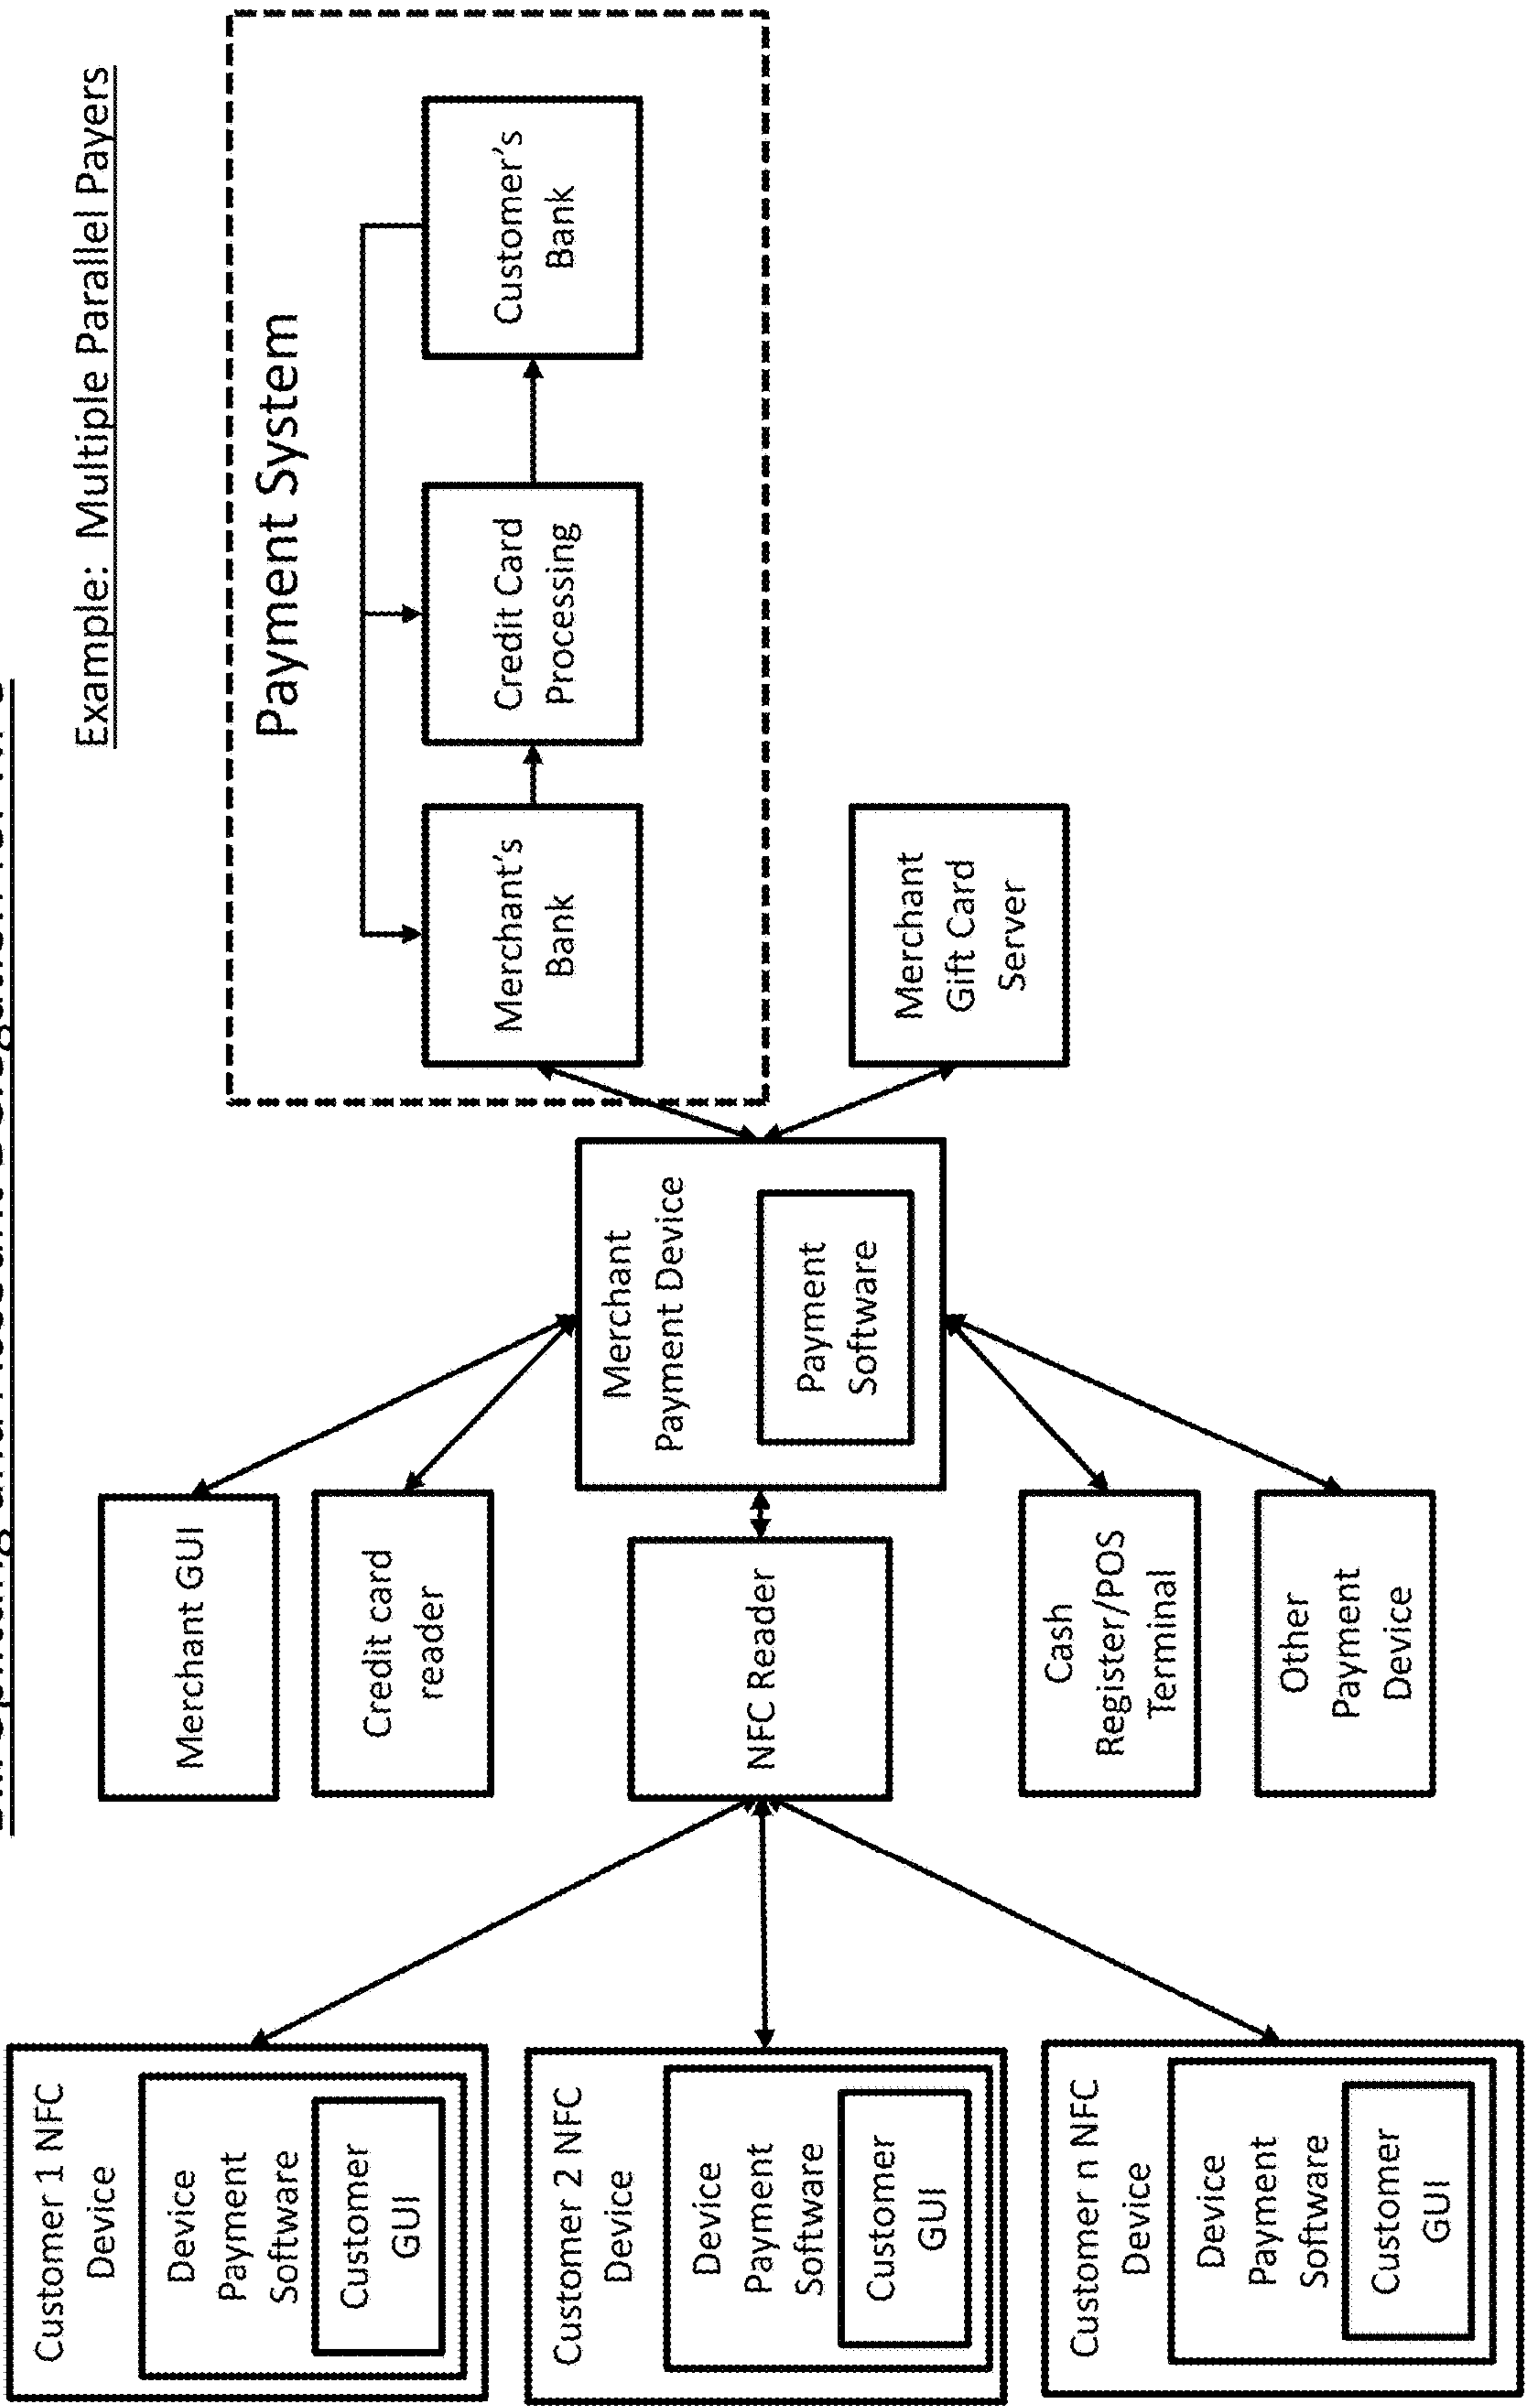 Example: Multiple Parallel Payers
Payment System
Merchant's
Bank
Credit Card
Processing
Customer's
Bank
Merchant
Gift Card
Server
Merchant
Payment Device
Payment
Software
Merchant GUI
Credit card
reader
NFC Reader
Cash
Register/POS
Terminal
Other
Payment
Device
Customer 1 NFC
Device
Device
Payment
Software
Customer
GUI
Customer 2 NFC
Device
Device
Payment
Software
Customer
GUI
Customer n NFC
Device
Device
Payment
Software
Customer
GUI